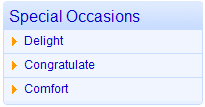 Special Occasions
Delight
Congratulate
Comfort